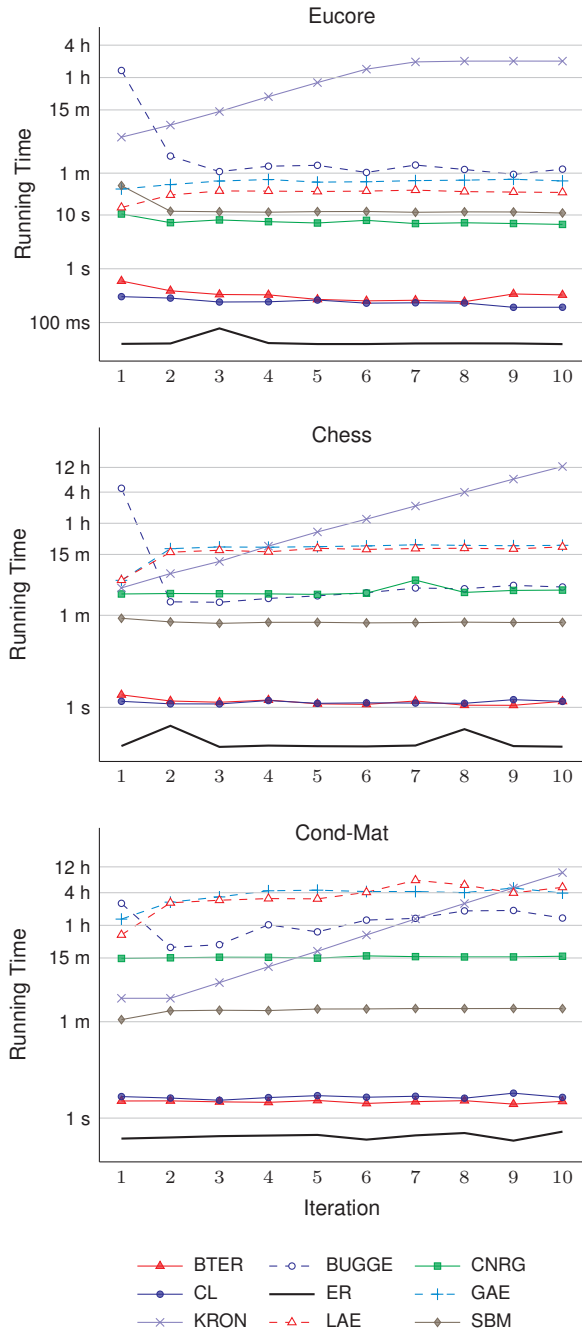 Eucore
4 h
1 h
15 m
1 m
10 s
1 s
100 ms
Running Time
1 2 3 4 5 6 7 8 9 10
Chess
12 h
4 h
1 h
15 m
1 m
1 s
Running Time
1 2 3 4 5 6 7 8 9 10
Cond-Mat
12 h
4 h
1 h
15 m
1 m
1 s
Running Time
1 2 3 4 5 6 7 8 9 10
Iteration
BTER BUGGE CNRG
CL ER GAE
KRON LAE SBM